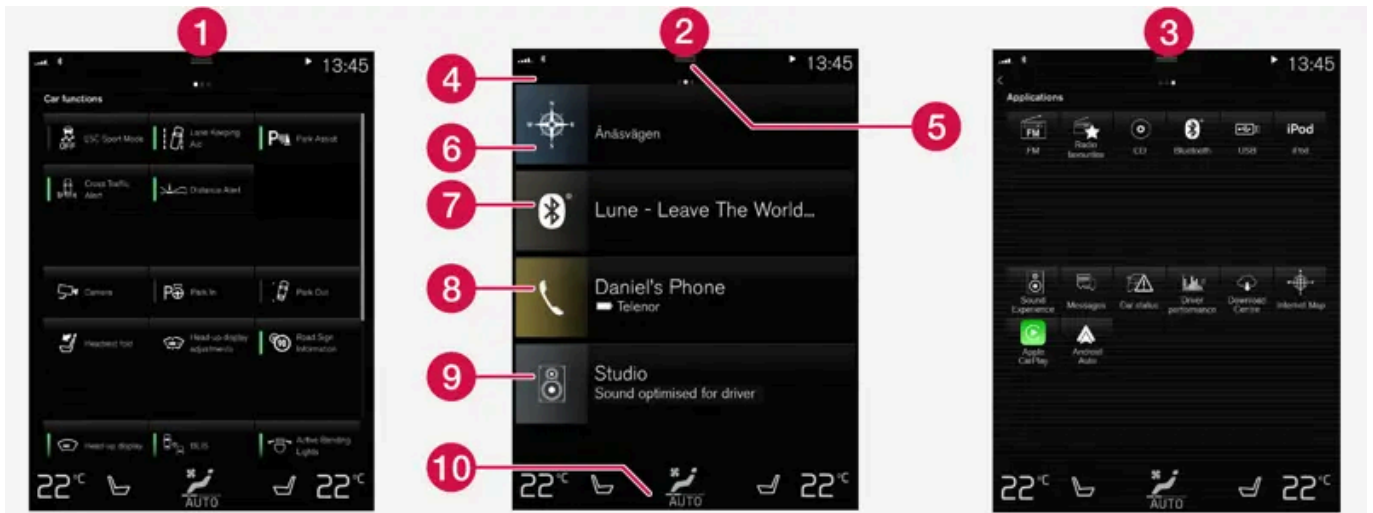 1
2
3
13:45
Car functions
ESC Sport Mode
OFF
Lane Keeping
Aid
P
Park Assist
Cross Traffic
Alert
Distance Alert
Camera
P
Park In
Park Out
Headrest fold
Head-up-display
adjustments
Road Sign
Information
Head-up display
BLIS
Active Bending
Lights
22°C
AUTO
22°C
4
13:45
5
6
Änäsvägen
7
Lune - Leave The World...
8
Daniel's Phone
Telenor
9
Studio
Sound optimised for driver
10
22°C
AUTO
22°C
13:45
Applications
FM
iPod
FM
Radio
favourites
CD
Bluetooth
USB
iPod
Sound
Experience
Messages
Car status
Driver
performance
Download
Centre
Internet Map
Apple
CarPlay
Android
Auto
22°C
AUTO
22°C